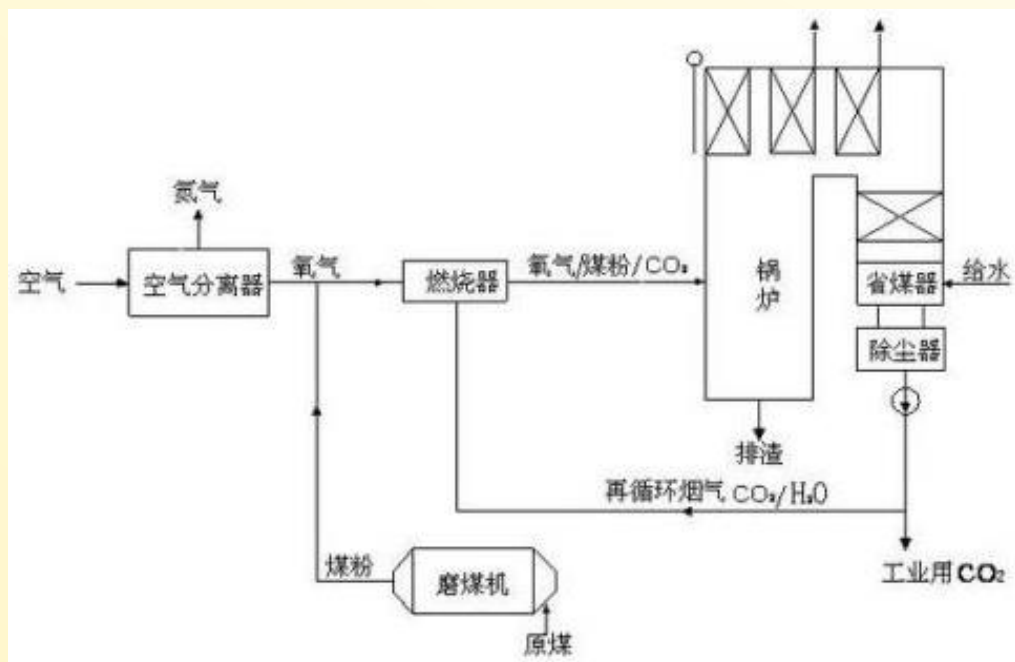 氮气
空气
空气分离器
氧气
燃烧器
氧气/煤粉/CO₂
锅炉
省煤器
给水
除尘器
排渣
再循环烟气 CO₂/H₂O
工业用CO₂
煤粉
磨煤机
原煤